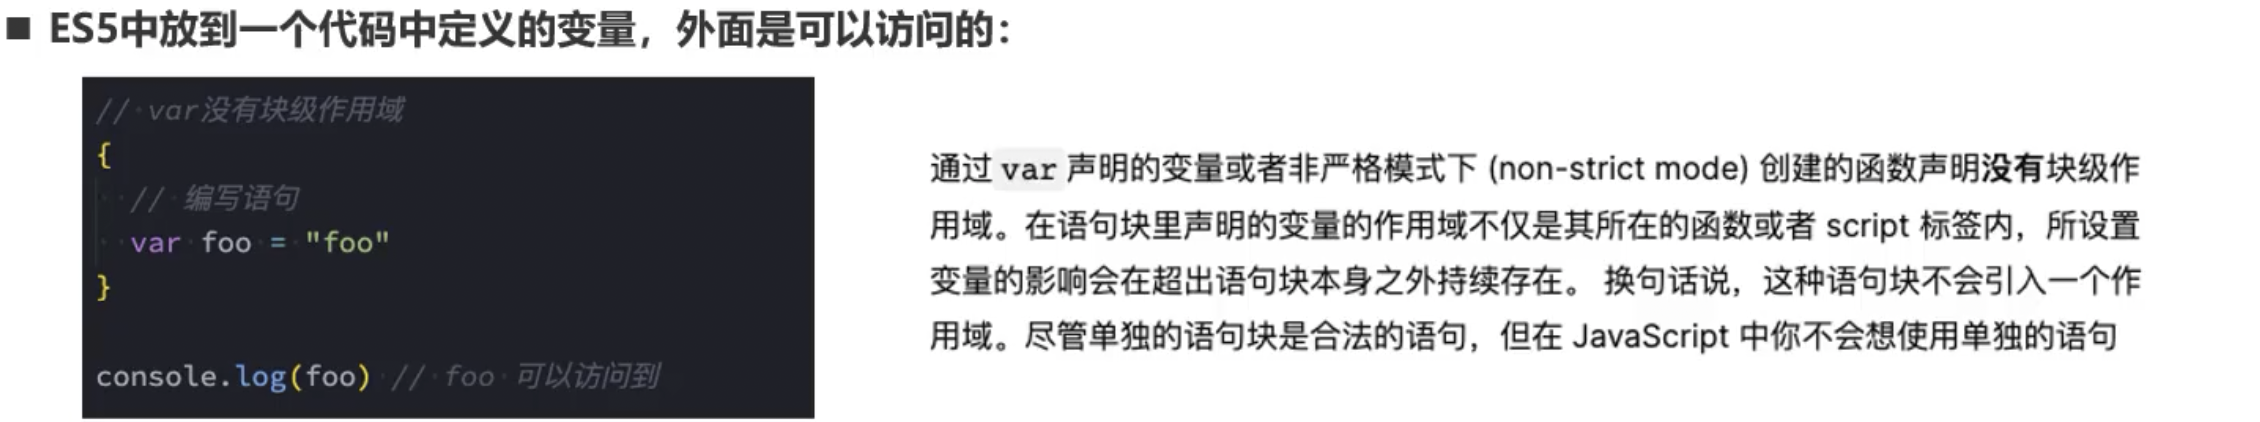 ■ ES5中放到一个代码中定义的变量，外面是可以访问的：
// var没有块级作用域
{
// 编写语句
var foo = "foo"
}
console.log(foo) // foo 可以访问到
通过 var 声明的变量或者非严格模式下 (non-strict mode) 创建的函数声明没有块级作
用域。在语句块里声明的变量的作用域不仅是其所在的函数或者 script 标签内，所设置
变量的影响会在超出语句块本身之外持续存在。 换句话说，这种语句块不会引入一个作
用域。尽管单独的语句块是合法的语句，但在 JavaScript 中你不会想使用单独的语句